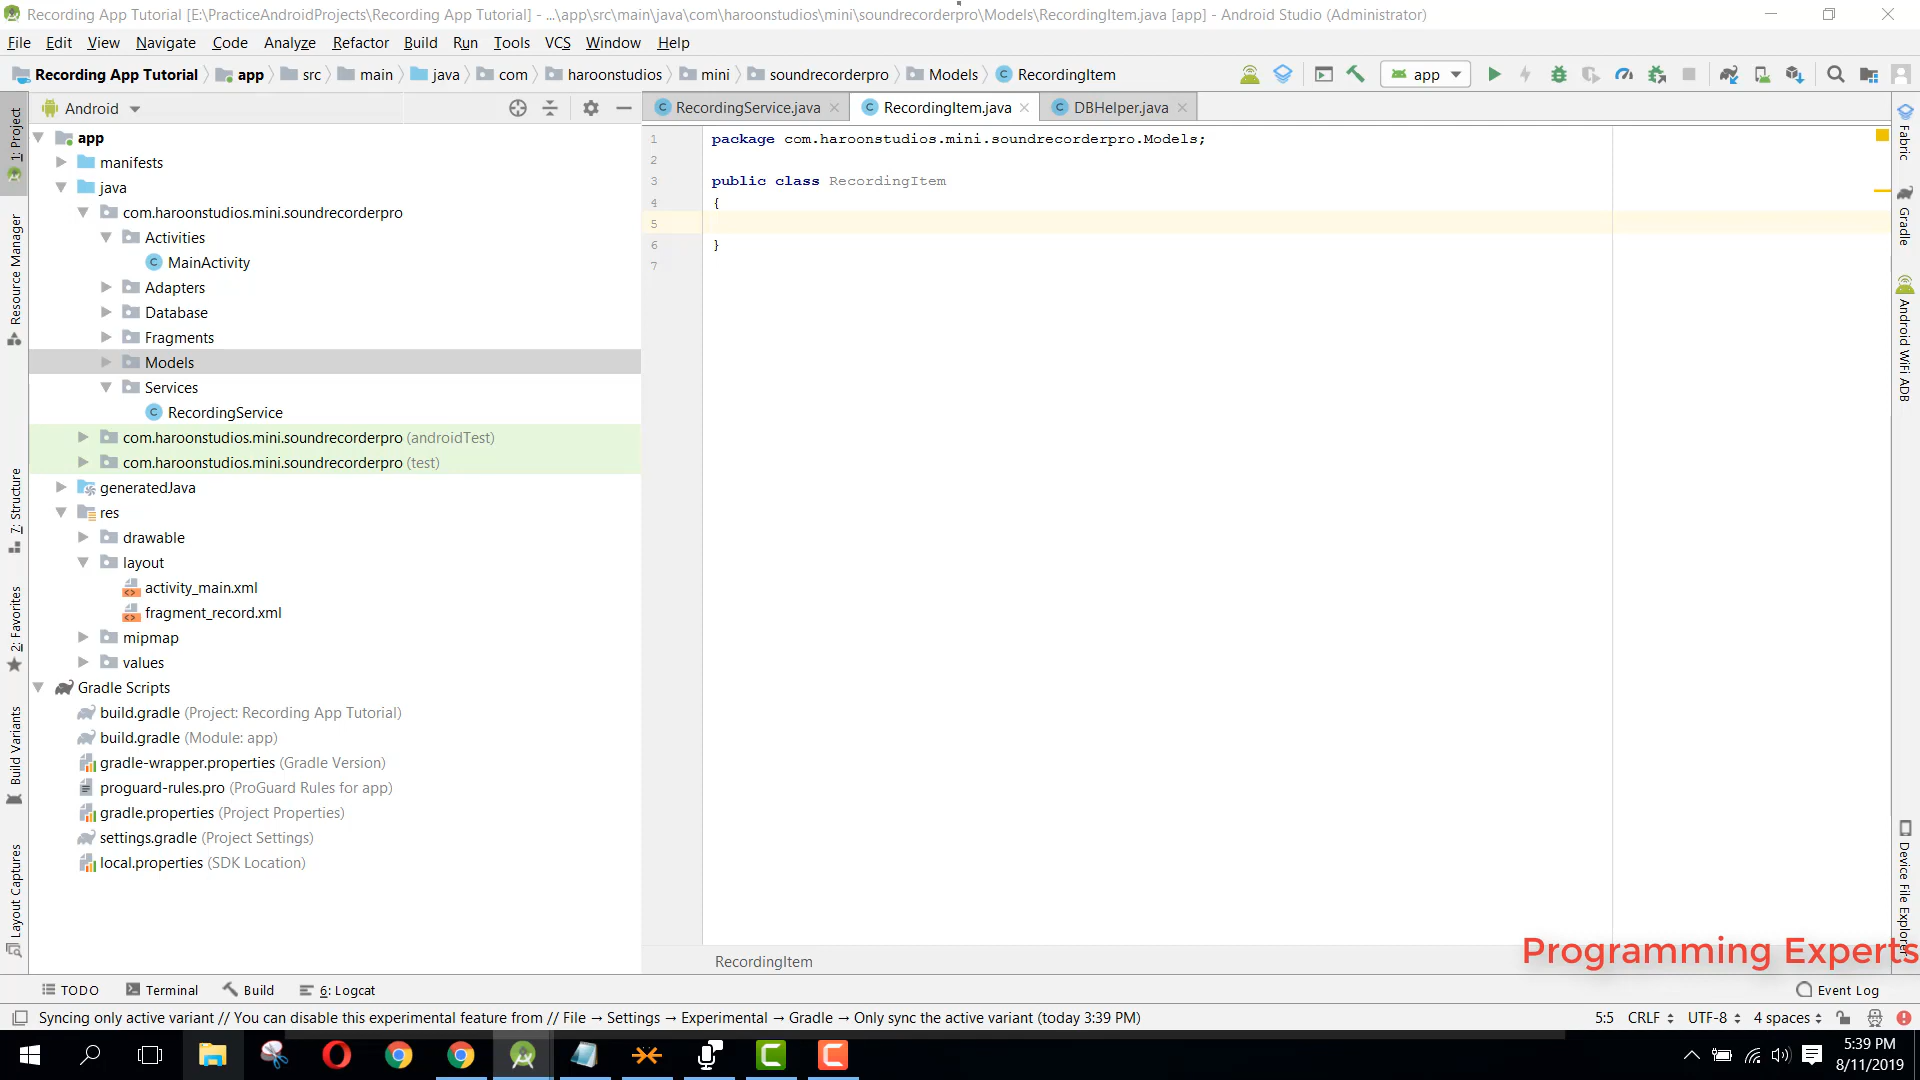 Recording App Tutorial [E:\PracticeAndroidProjects\Recording App Tutorial] - ...\app\src\main\java\com\haroonstudios\mini\soundrecorderpro\Models\RecordingItem.java [app] - Android Studio (Administrator)
File Edit View Navigate Code Analyze Refactor Build Run Tools VCS Window Help
Recording App Tutorial app src main java com haroonstudios mini soundrecorderpro Models RecordingItem app
Android RecordingService.java RecordingItem.java DBHelper.java
1: Project
Resource Manager
7: Structure
2: Favorites
Build Variants
Layout Captures
app
manifests
java
com.haroonstudios.mini.soundrecorderpro
Activities
MainActivity
Adapters
Database
Fragments
Models
Services
RecordingService
com.haroonstudios.mini.soundrecorderpro (androidTest)
com.haroonstudios.mini.soundrecorderpro (test)
generatedJava
res
drawable
layout
activity_main.xml
fragment_record.xml
mipmap
values
Gradle Scripts
build.gradle (Project: Recording App Tutorial)
build.gradle (Module: app)
gradle-wrapper.properties (Gradle Version)
proguard-rules.pro (ProGuard Rules for app)
gradle.properties (Project Properties)
settings.gradle (Project Settings)
local.properties (SDK Location)
1 package com.haroonstudios.mini.soundrecorderpro.Models;
2
3 public class RecordingItem
4 {
5
6 }
7
Fabric
Gradle
Android WiFi ADB
Device File Explorer
Programming Experts
RecordingItem
TODO Terminal Build 6: Logcat Event Log
Syncing only active variant // You can disable this experimental feature from // File → Settings → Experimental → Gradle → Only sync the active variant (today 3:39 PM) 5:5 CRLF UTF-8 4 spaces
5:39 PM
8/11/2019